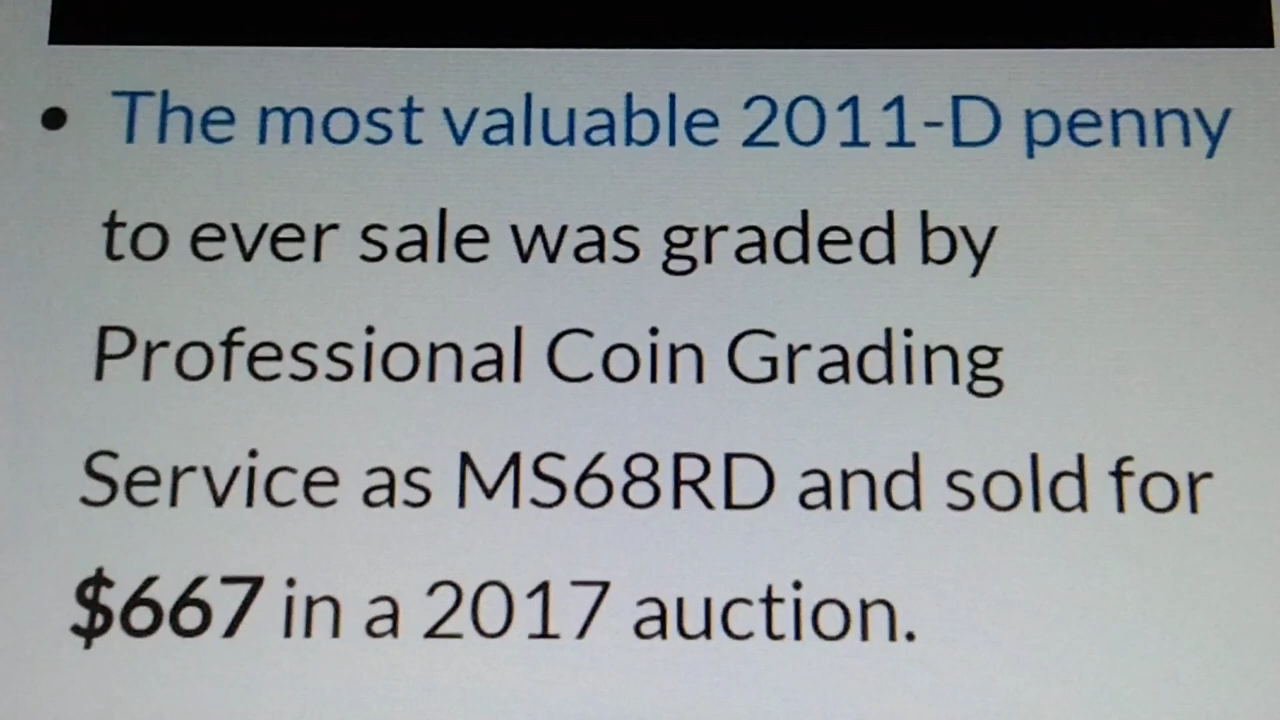 • The most valuable 2011-D penny
to ever sale was graded by
Professional Coin Grading
Service as MS68RD and sold for
$667 in a 2017 auction.